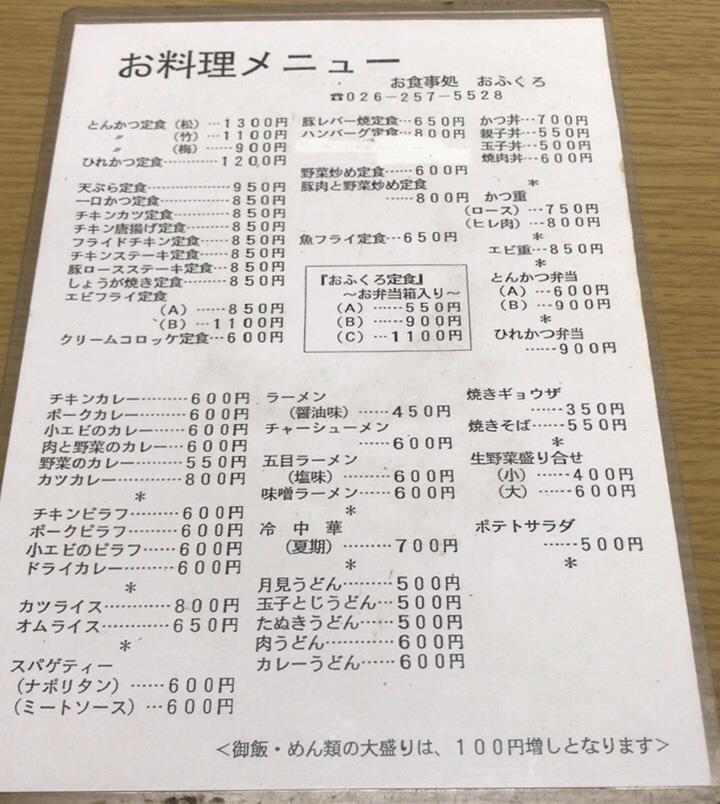 お料理メニュー
お食事処　おふくろ
☎026-257-5528
とんかつ定食（松）…1300円
〃　（竹）…1100円
〃　（梅）…900円
ひれかつ定食…………1200円
天ぷら定食……………950円
一口かつ定食…………850円
チキンカツ定食………850円
チキン唐揚げ定食……850円
フライドチキン定食…850円
チキンステーキ定食…850円
豚ロースステーキ定食…850円
しょうが焼き定食……850円
エビフライ定食
（A）…850円
（B）…1100円
クリームコロッケ定食…600円
豚レバー焼定食…650円
ハンバーグ定食…800円
野菜炒め定食……600円
豚肉と野菜炒め定食
……800円
魚フライ定食…650円
『おふくろ定食』
～お弁当箱入り～
（A）……550円
（B）……900円
（C）…1100円
かつ丼…700円
親子丼…550円
玉子丼…500円
焼肉丼…600円
＊
かつ重
（ロース）…750円
（ヒレ肉）…800円
＊
エビ重…850円
＊
とんかつ弁当
（A）…600円
（B）…900円
＊
ひれかつ弁当
……900円
チキンカレー………600円
ポークカレー………600円
小エビのカレー……600円
肉と野菜のカレー…600円
野菜のカレー………550円
カツカレー…………800円
＊
チキンピラフ………600円
ポークピラフ………600円
小エビのピラフ……600円
ドライカレー………600円
＊
カツライス…………800円
オムライス…………650円
＊
スパゲティー
（ナポリタン）……600円
（ミートソース）…600円
ラーメン
（醤油味）……450円
チャーシューメン
……600円
五目ラーメン
（塩味）………600円
味噌ラーメン……600円
＊
冷　中　華
（夏期）………700円
＊
月見うどん………500円
玉子とじうどん…500円
たぬきうどん……500円
肉うどん…………600円
カレーうどん……600円
焼きギョウザ
……350円
焼きそば……550円
＊
生野菜盛り合せ
（小）……400円
（大）……600円
＊
ポテトサラダ
……500円
＊
＜御飯・めん類の大盛りは、100円増しとなります＞